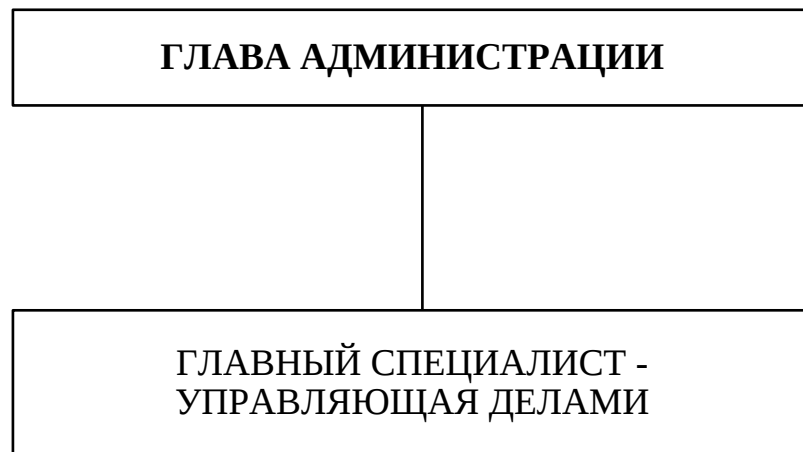 ГЛАВА АДМИНИСТРАЦИИ
ГЛАВНЫЙ СПЕЦИАЛИСТ -
УПРАВЛЯЮЩАЯ ДЕЛАМИ